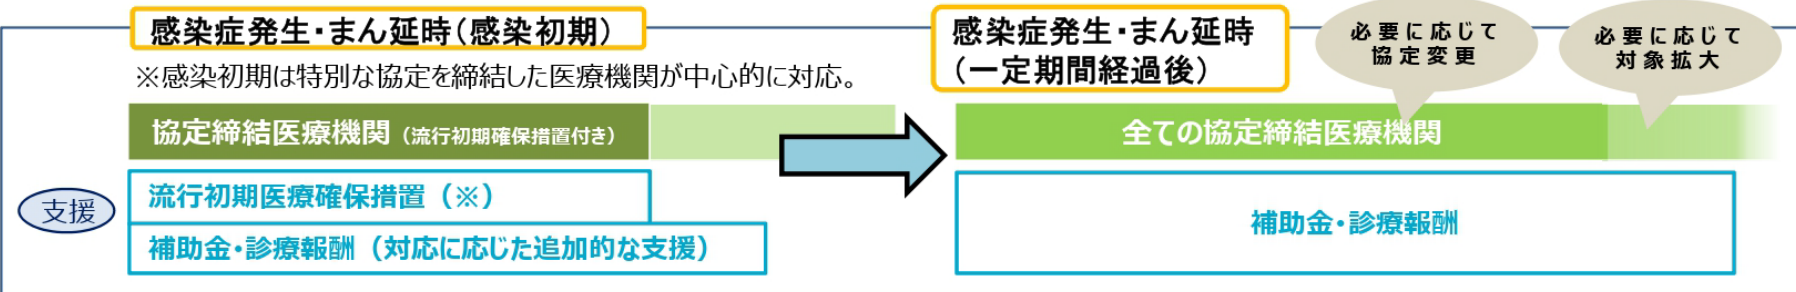 感染症発生・まん延時（感染初期）
※感染初期は特別な協定を締結した医療機関が中心的に対応。
協定締結医療機関（流行初期確保措置付き）
支援
流行初期医療確保措置（※）
補助金・診療報酬（対応に応じた追加的な支援）
感染症発生・まん延時
（一定期間経過後）
必要に応じて
協定変更
必要に応じて
対象拡大
全ての協定締結医療機関
補助金・診療報酬